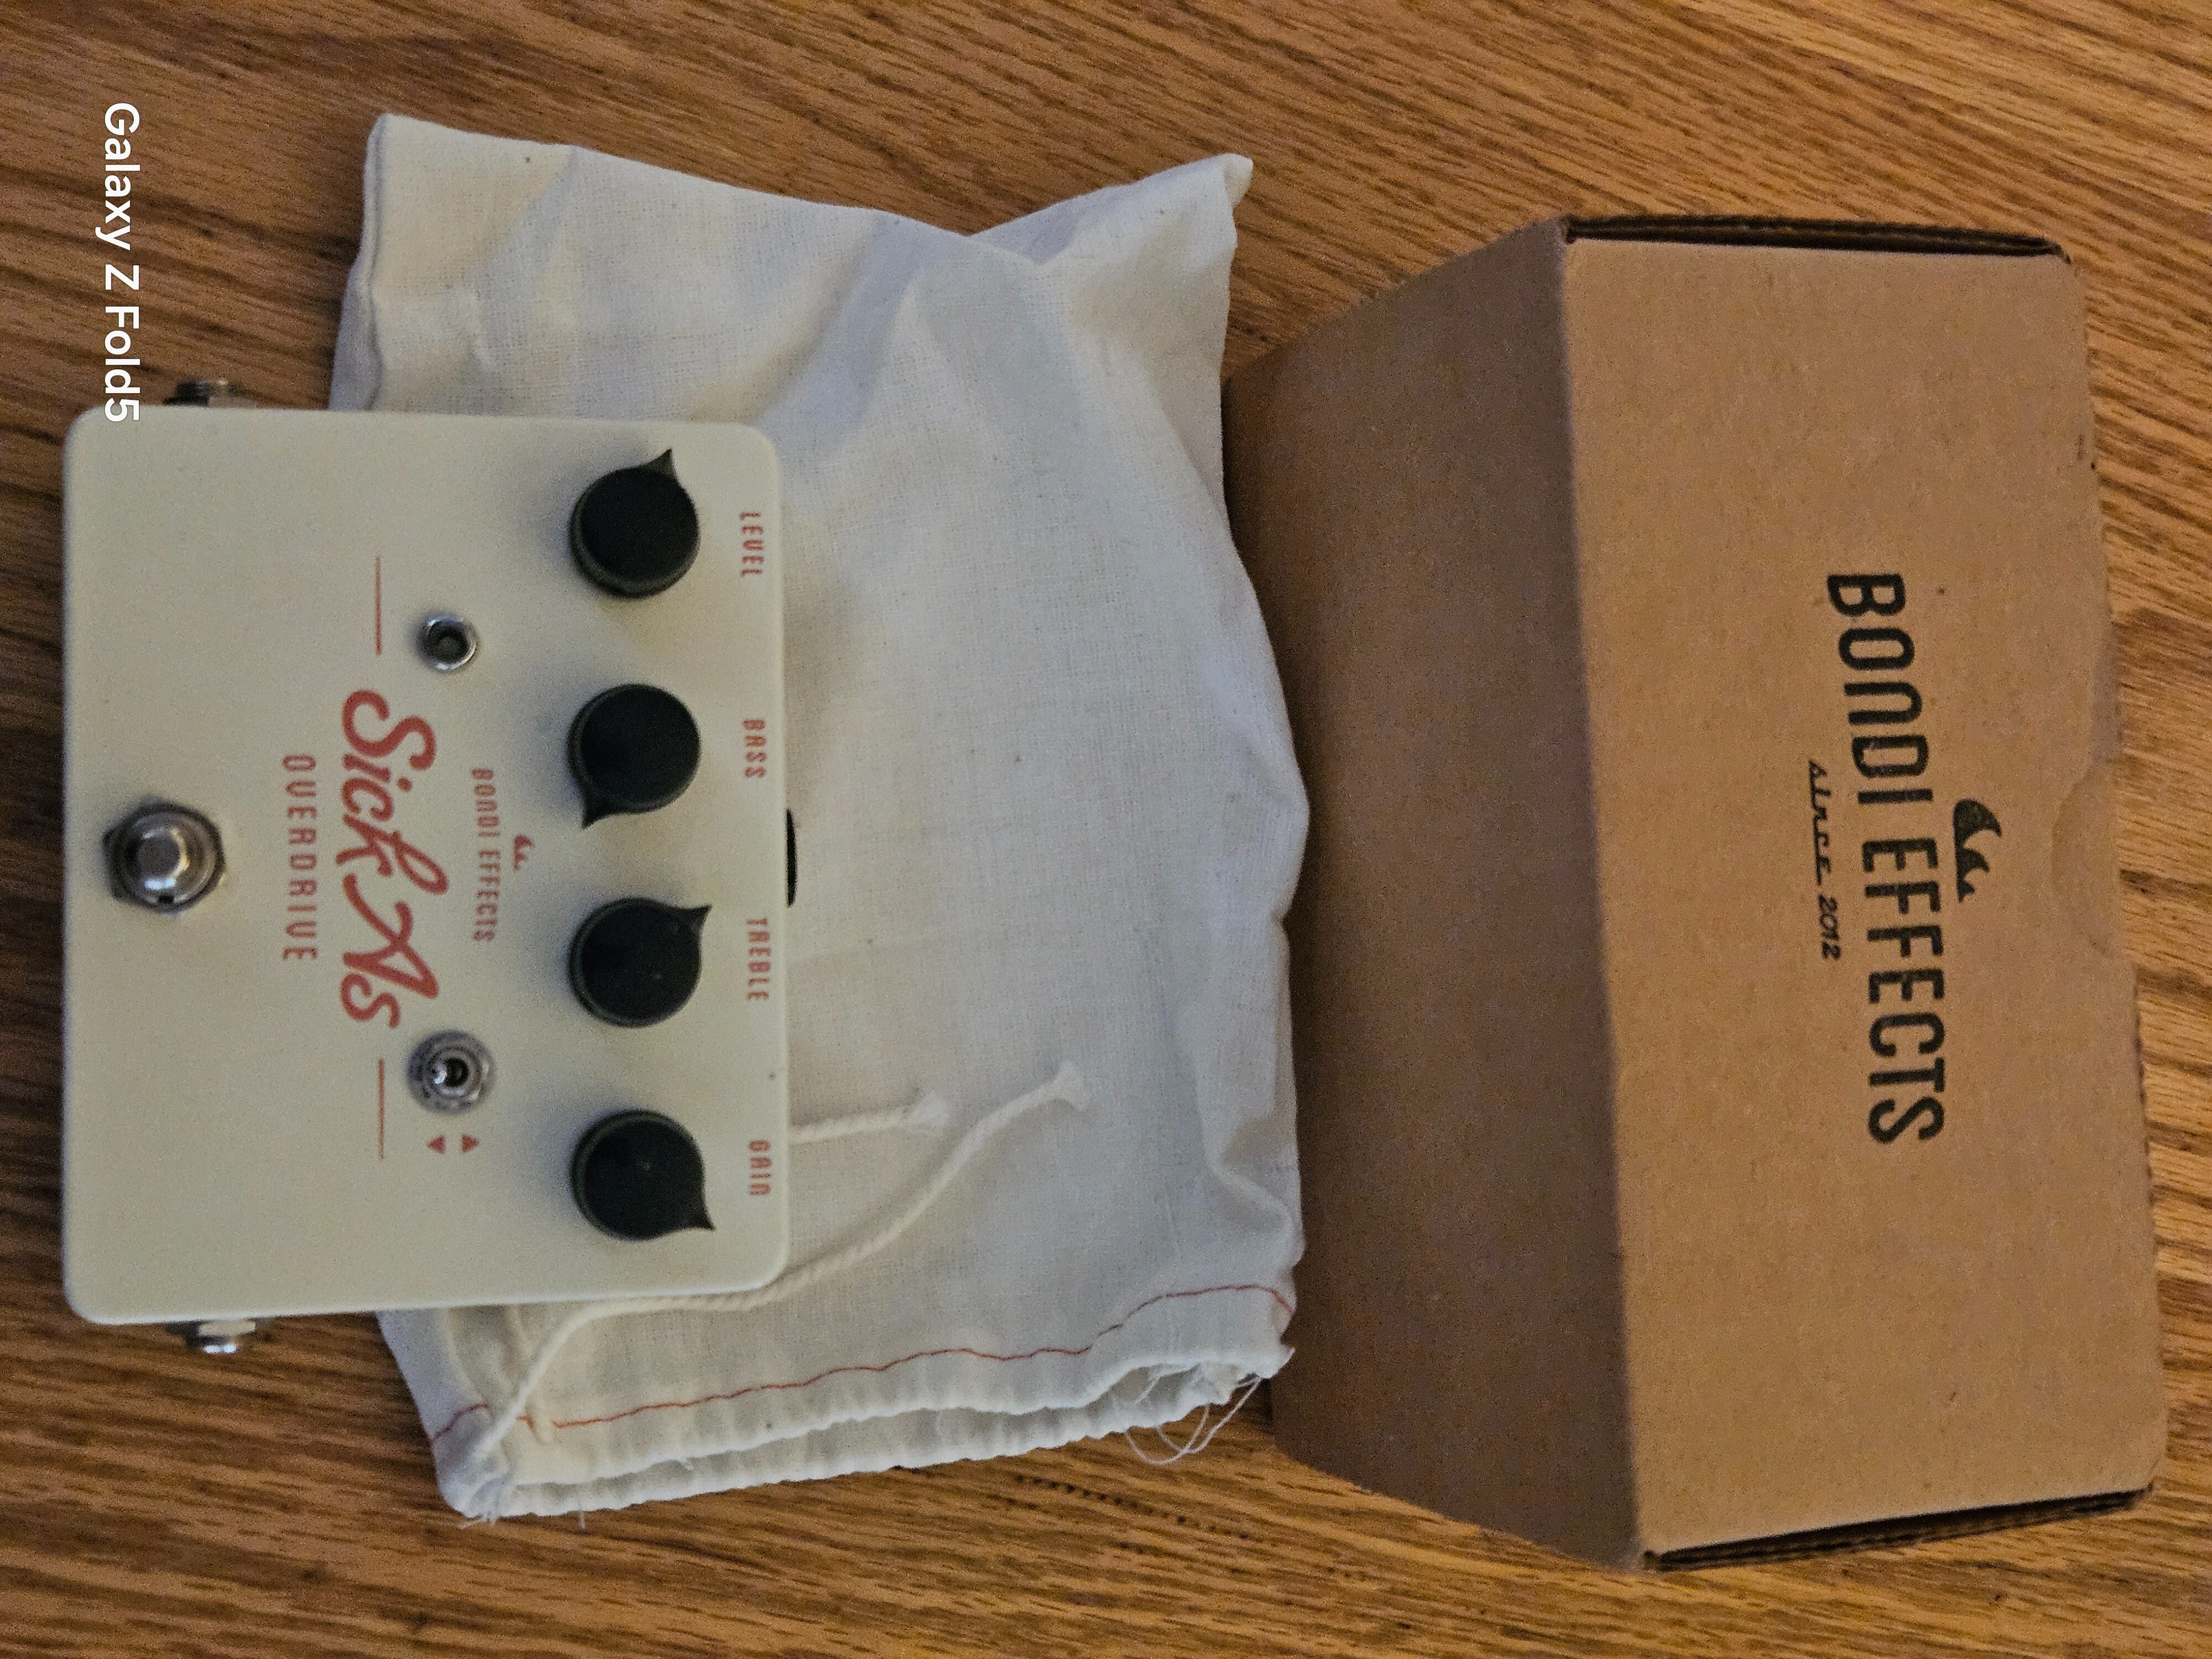 BONDI EFFECTS
since 2012
LEVEL
BASS
TREBLE
GAIN
BONDI EFFECTS
Sick As
OVERDRIVE
Galaxy Z Fold5